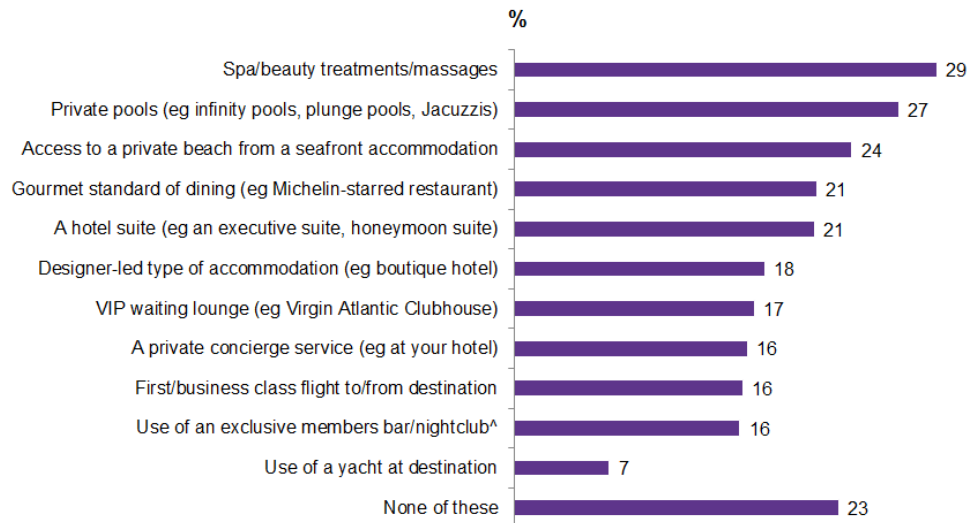 %
Spa/beauty treatments/massages 29
Private pools (eg infinity pools, plunge pools, Jacuzzis) 27
Access to a private beach from a seafront accommodation 24
Gourmet standard of dining (eg Michelin-starred restaurant) 21
A hotel suite (eg an executive suite, honeymoon suite) 21
Designer-led type of accommodation (eg boutique hotel) 18
VIP waiting lounge (eg Virgin Atlantic Clubhouse) 17
A private concierge service (eg at your hotel) 16
First/business class flight to/from destination 16
Use of an exclusive members bar/nightclub^ 16
Use of a yacht at destination 7
None of these 23